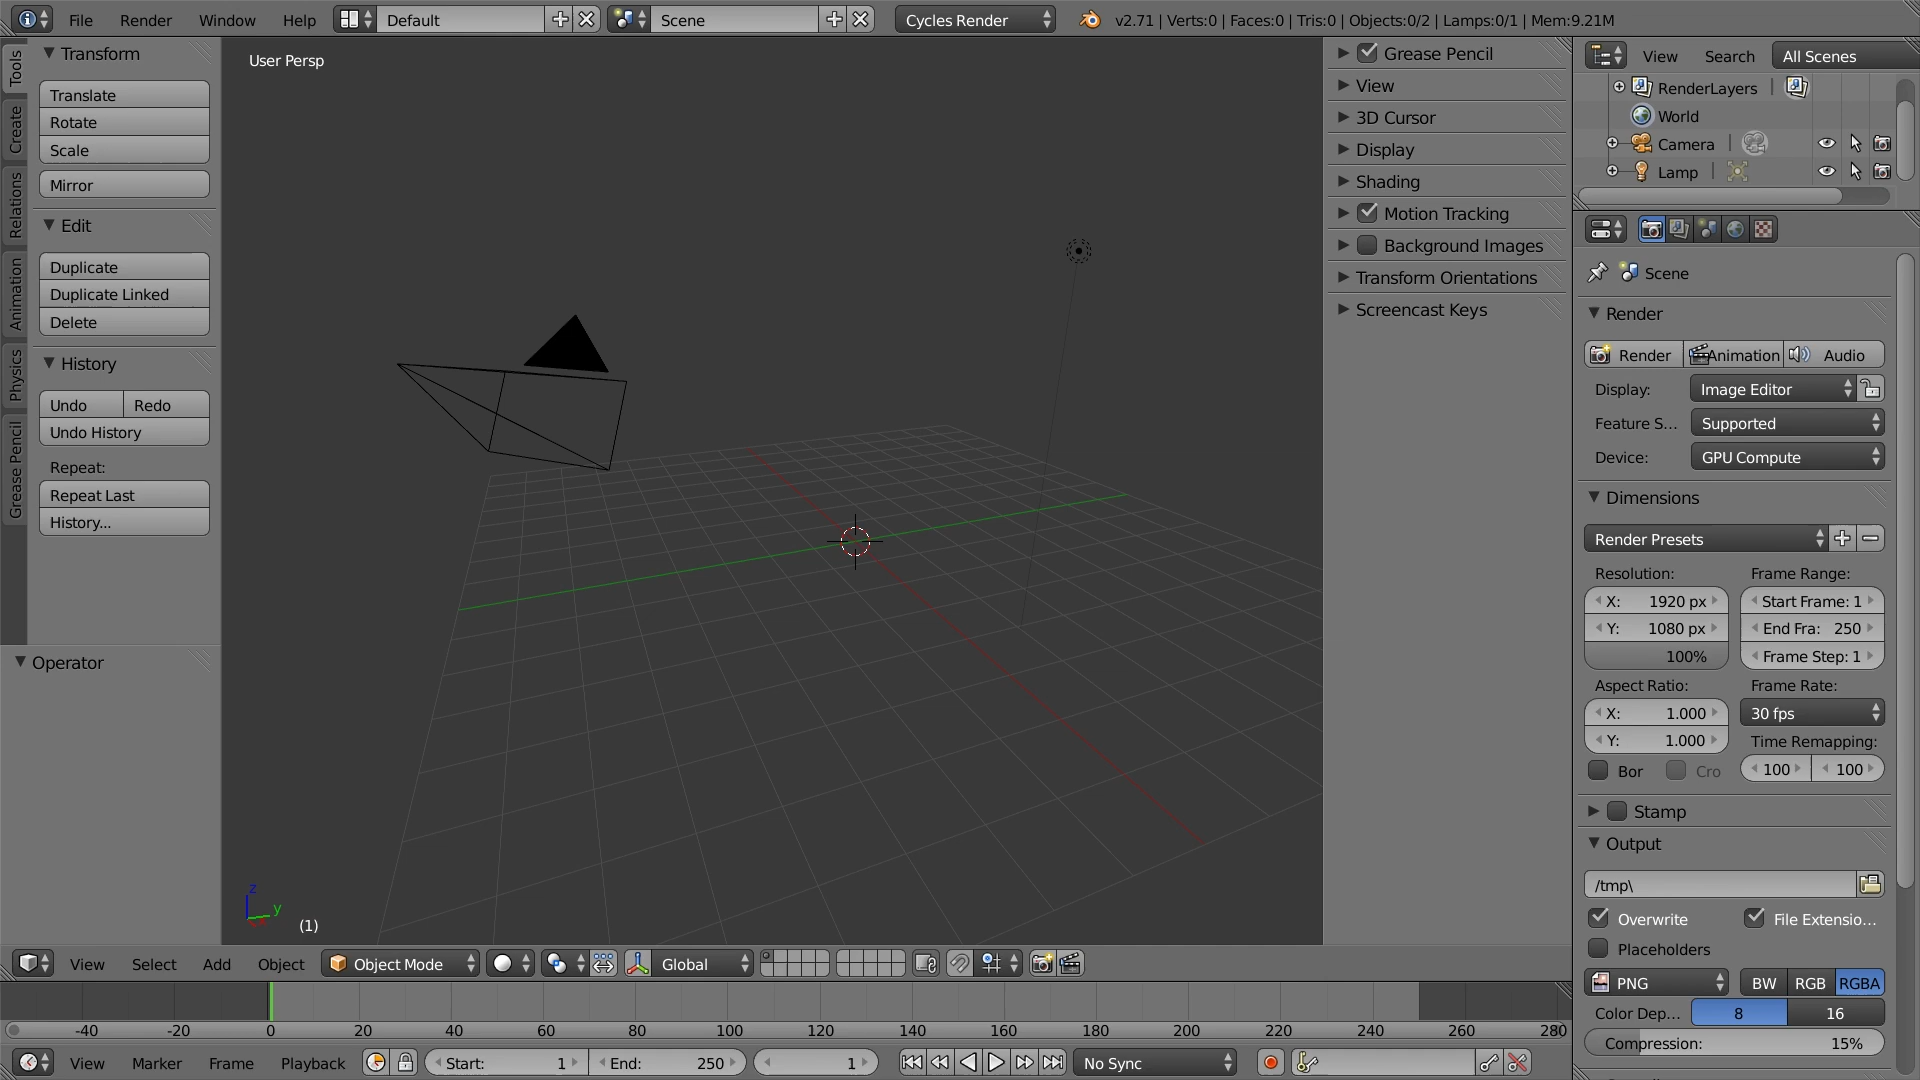 File Render Window Help Default Scene Cycles Render v2.71 | Verts:0 | Faces:0 | Tris:0 | Objects:0/2 | Lamps:0/1 | Mem:9.21M
Tools
Create
Relations
Animation
Physics
Grease Pencil
Transform
Translate
Rotate
Scale
Mirror
Edit
Duplicate
Duplicate Linked
Delete
History
Undo Redo
Undo History
Repeat:
Repeat Last
History...
Operator
User Persp
z
y
(1)
Grease Pencil
View
3D Cursor
Display
Shading
Motion Tracking
Background Images
Transform Orientations
Screencast Keys
View Search All Scenes
RenderLayers
World
Camera
Lamp
Scene
Render
Render Animation Audio
Display: Image Editor
Feature S... Supported
Device: GPU Compute
Dimensions
Render Presets
Resolution: Frame Range:
X: 1920 px Start Frame: 1
Y: 1080 px End Fra: 250
100% Frame Step: 1
Aspect Ratio: Frame Rate:
X: 1.000 30 fps
Y: 1.000 Time Remapping:
Bor Cro 100 100
Stamp
Output
/tmp\
Overwrite File Extensio...
Placeholders
PNG BW RGB RGBA
Color Dep... 8 16
Compression: 15%
View Select Add Object Object Mode Global
-40 -20 0 20 40 60 80 100 120 140 160 180 200 220 240 260 280
View Marker Frame Playback Start: 1 End: 250 1 No Sync